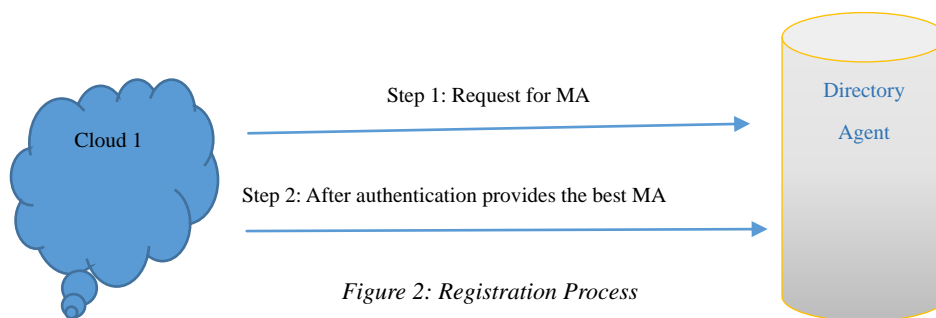 Step 1: Request for MA
Directory
Agent
Cloud 1
Step 2: After authentication provides the best MA
Figure 2: Registration Process